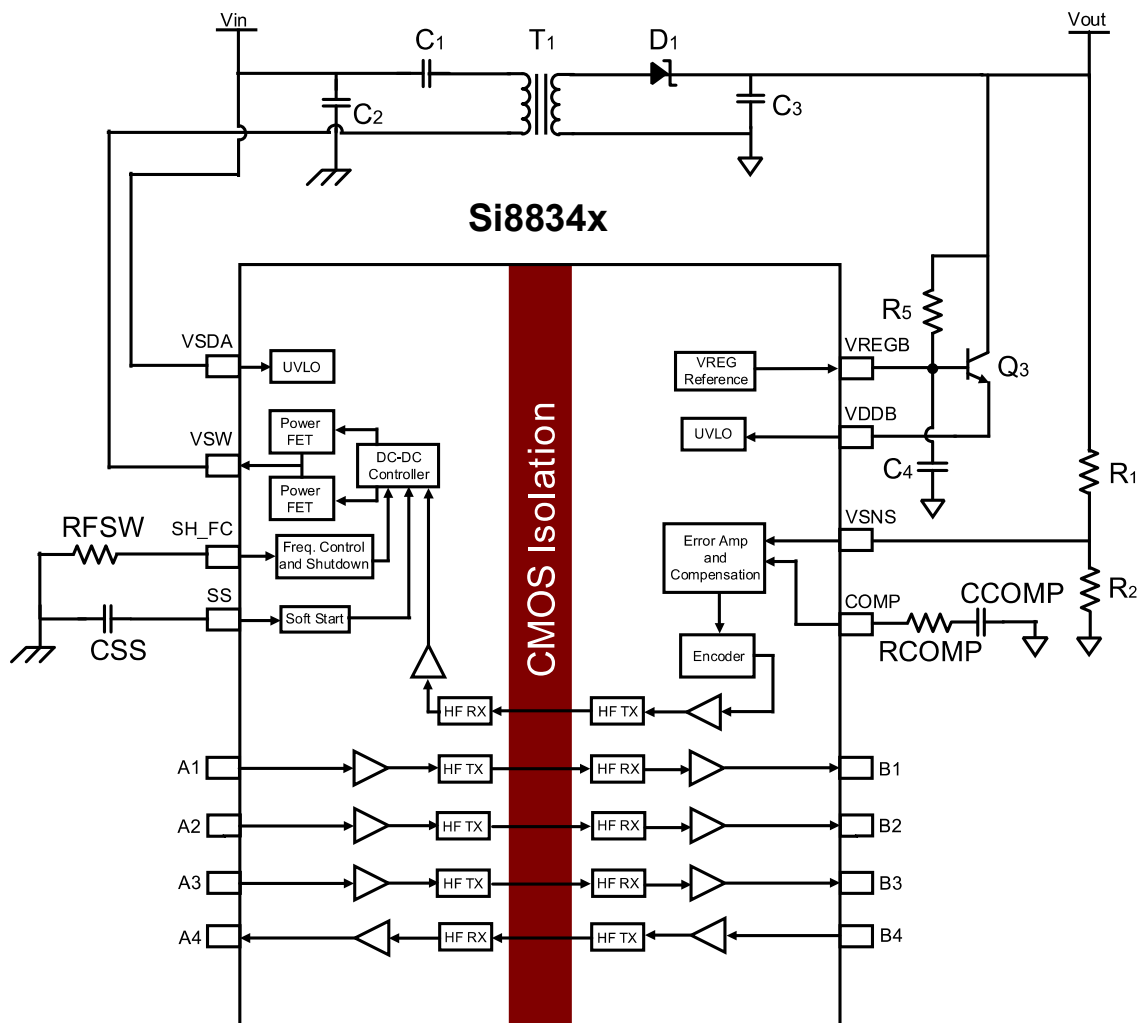 Vin
Vout
C1
T1
D1
C2
C3
Si8834x
CMOS Isolation
VSDA
UVLO
VREG
Reference
VREGB
R5
Q3
VSW
Power
FET
DC-DC
Controller
Power
FET
UVLO
VDDB
C4
R1
RFSW
SH_FC
Freq. Control
and Shutdown
Error Amp
and
Compensation
VSNS
R2
SS
Soft Start
CSS
COMP
CCOMP
RCOMP
Encoder
HF RX
HF TX
A1
HF TX
HF RX
B1
A2
HF TX
HF RX
B2
A3
HF TX
HF RX
B3
A4
HF RX
HF TX
B4